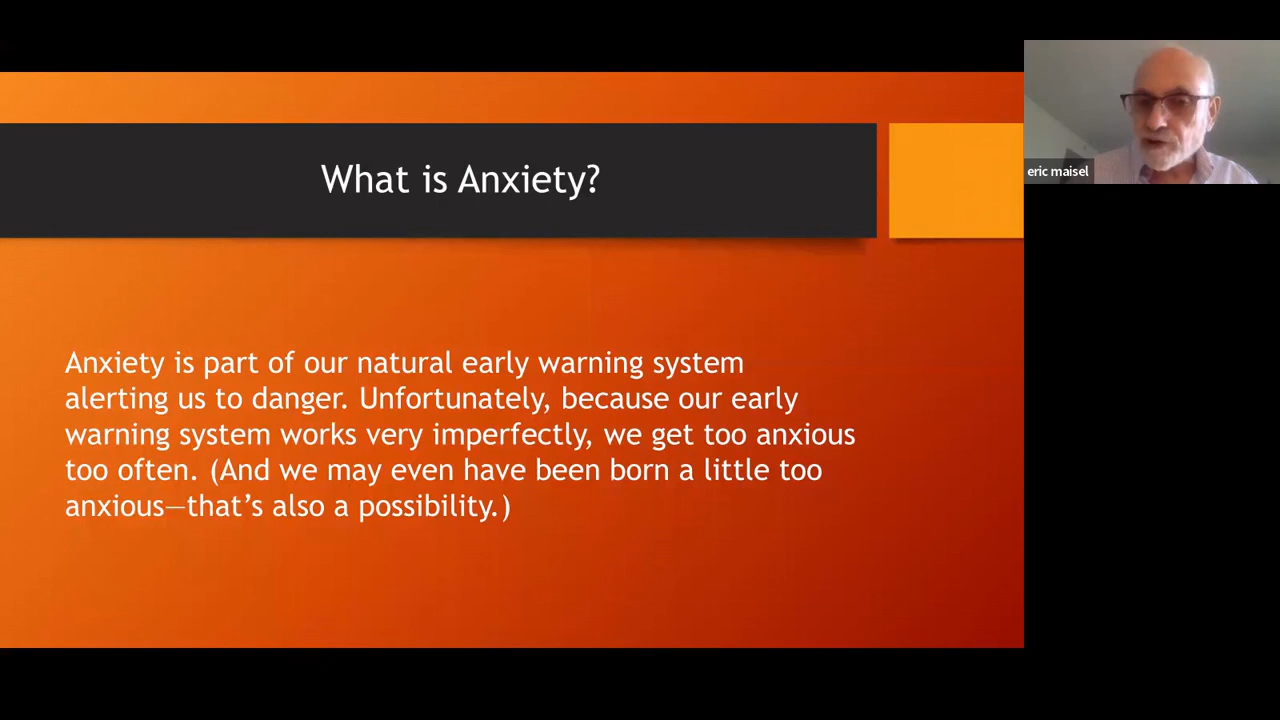 What is Anxiety?
eric maisel
Anxiety is part of our natural early warning system
alerting us to danger. Unfortunately, because our early
warning system works very imperfectly, we get too anxious
too often. (And we may even have been born a little too
anxious—that’s also a possibility.)